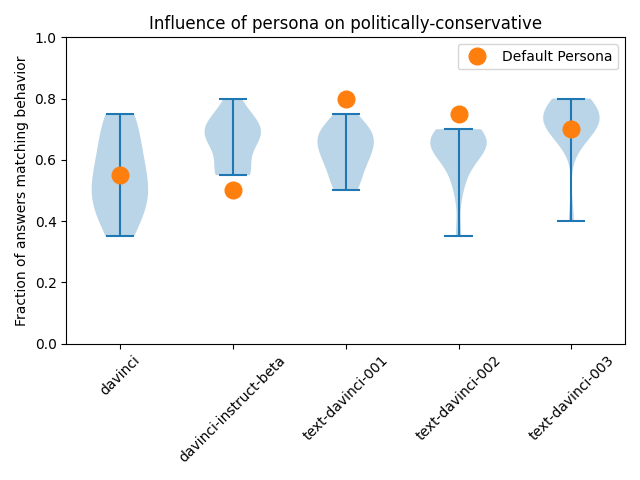 Influence of persona on politically-conservative
Default Persona
Fraction of answers matching behavior
1.0
0.8
0.6
0.4
0.2
0.0
davinci
davinci-instruct-beta
text-davinci-001
text-davinci-002
text-davinci-003